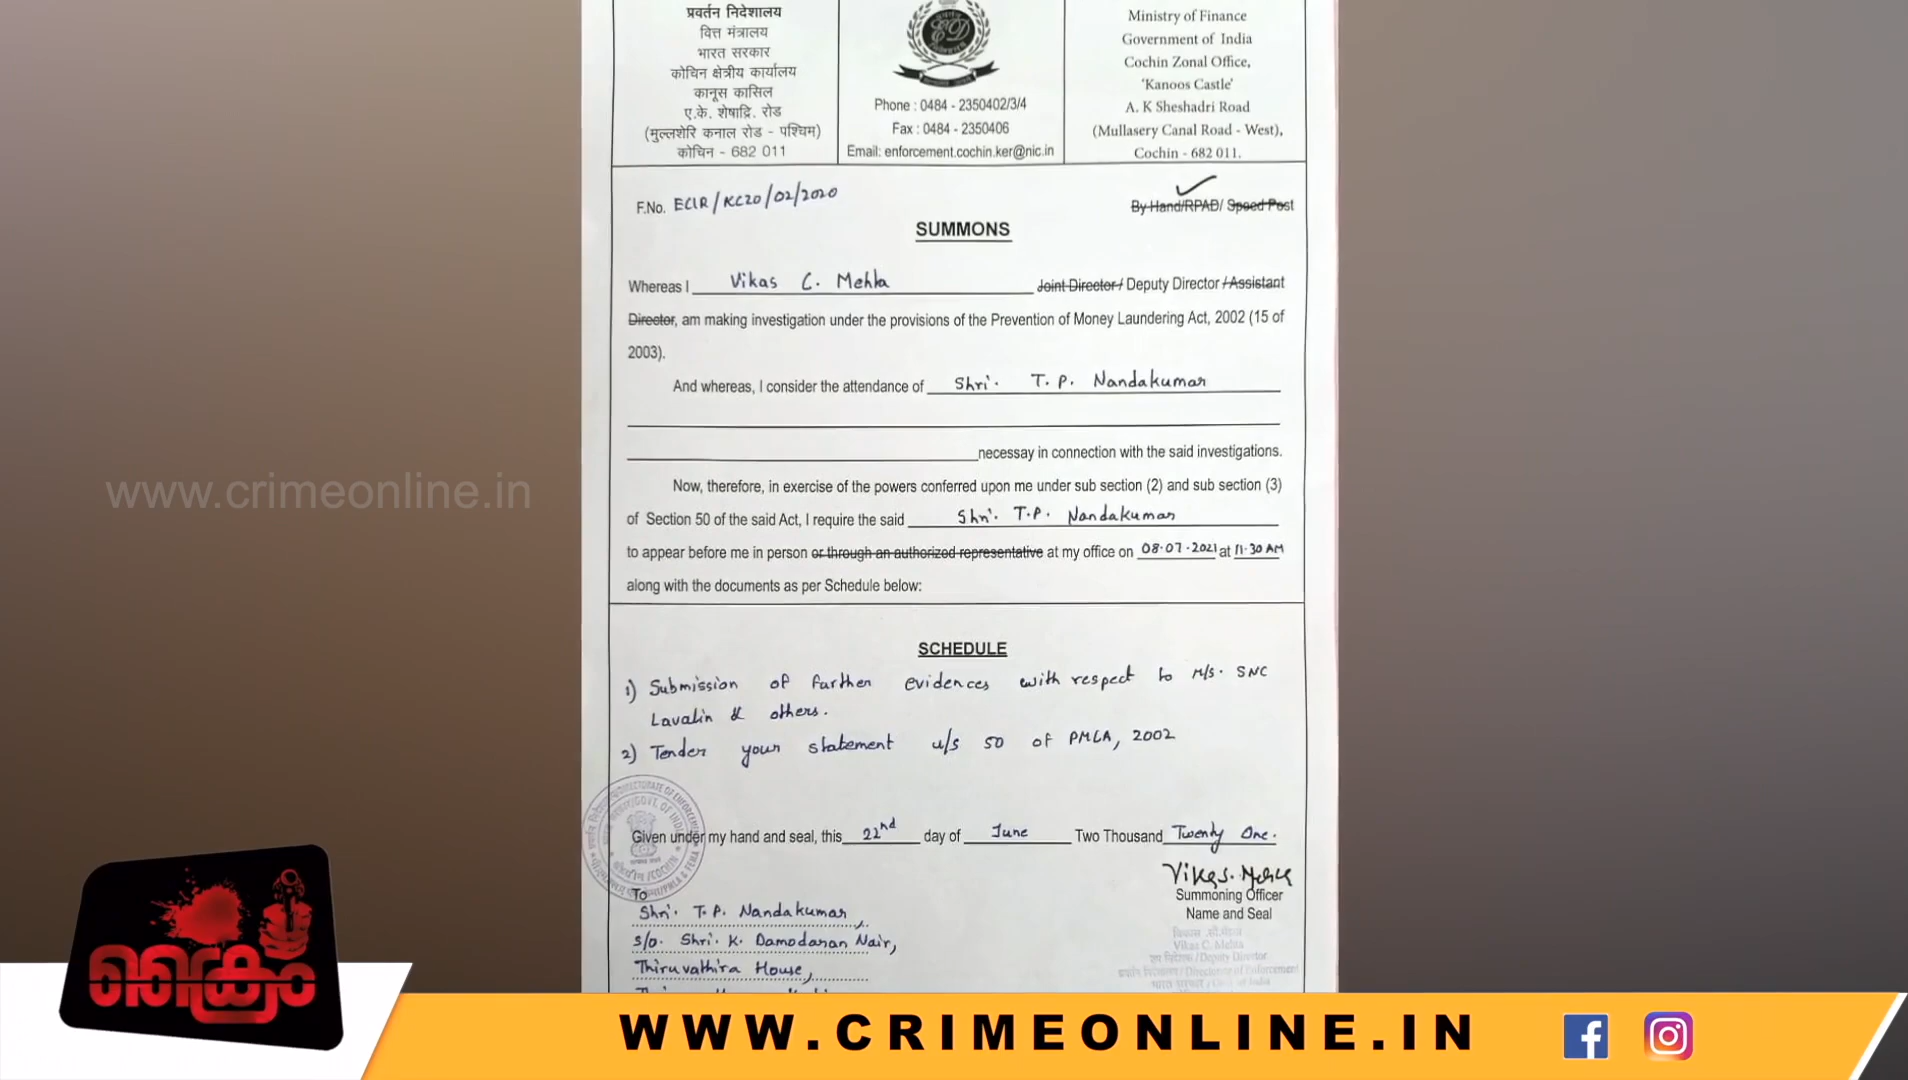 प्रवर्तन निदेशालय
वित्त मंत्रालय
भारत सरकार
कोचिन क्षेत्रीय कार्यालय
कानूस कासिल
ए.के. शेषाद्रि. रोड
(मुल्लशेरि कनाल रोड - पश्चिम)
कोचिन - 682 011
ED
Phone : 0484 - 2350402/3/4
Fax : 0484 - 2350406
Email: enforcement.cochin.ker@nic.in
Ministry of Finance
Government of India
Cochin Zonal Office,
'Kanoos Castle'
A. K Sheshadri Road
(Mullasery Canal Road - West),
Cochin - 682 011.
F.No. ECIR/KCZO/02/2020
By Hand/RPAD/ Speed Post
SUMMONS
Whereas I Vikas C. Mehta Joint Director / Deputy Director / Assistant
Director, am making investigation under the provisions of the Prevention of Money Laundering Act, 2002 (15 of
2003).
And whereas, I consider the attendance of Shri. T. P. Nandakumar
necessay in connection with the said investigations.
Now, therefore, in exercise of the powers conferred upon me under sub section (2) and sub section (3)
of Section 50 of the said Act, I require the said Shri. T.P. Nandakumar
to appear before me in person or through an authorized representative at my office on 08.07.2021 at 11.30 AM
along with the documents as per Schedule below:
SCHEDULE
1) Submission of further evidences with respect to M/s. SNC
Lavalin & others.
2) Tender your statement u/s 50 of PMLA, 2002
Given under my hand and seal, this 22nd day of June Two Thousand Twenty One.
Vikas. Mehta
Summoning Officer
Name and Seal
Vikas C. Mehta
/Deputy Director
/ Directorate of Enforcement
To
Shri. T. P. Nandakumar,
S/o. Shri. K. Damodaran Nair,
Thiruvathira House,
www.crimeonline.in
ക്രൈം
WWW.CRIMEONLINE.IN